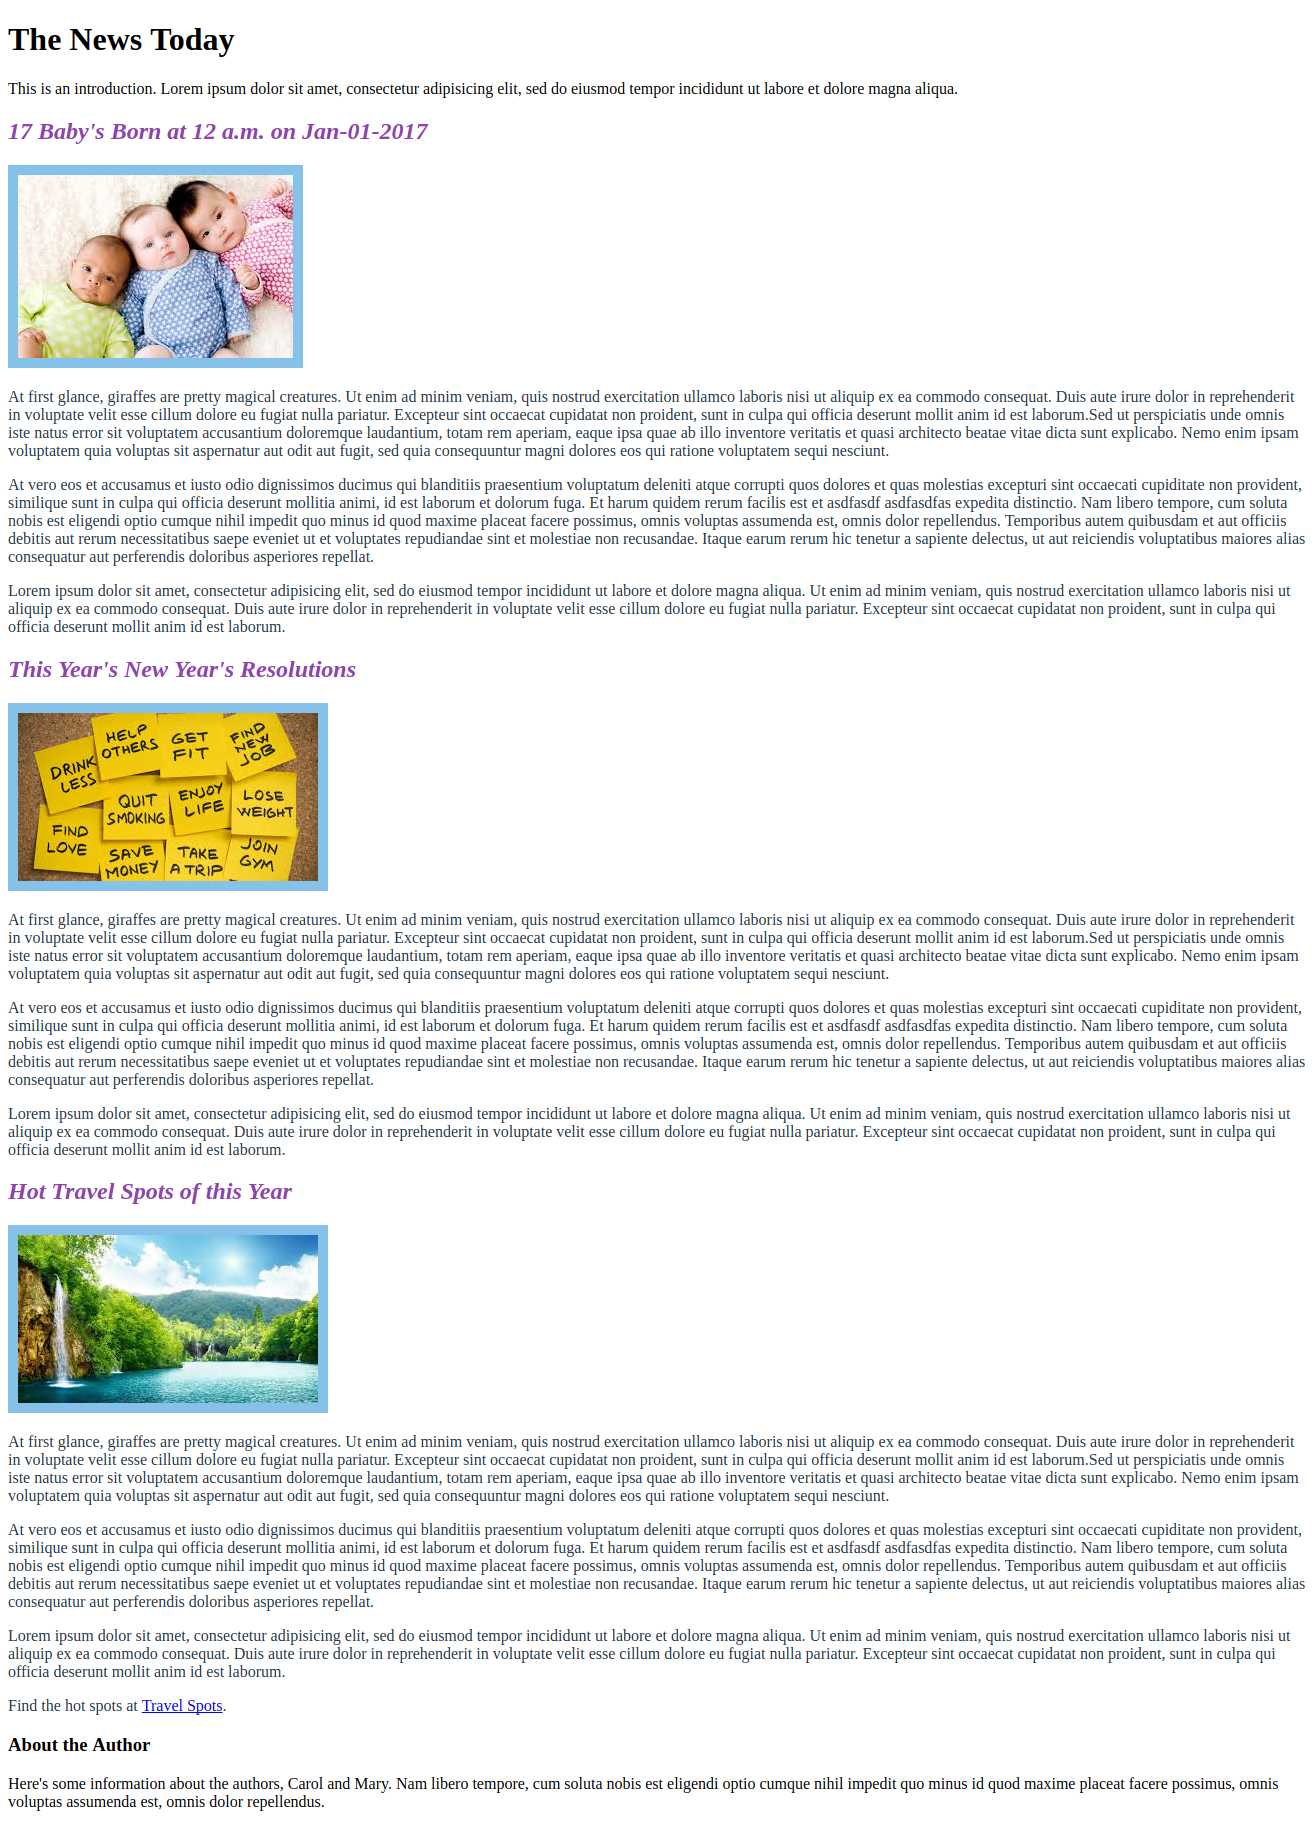 The News Today
This is an introduction. Lorem ipsum dolor sit amet, consectetur adipisicing elit, sed do eiusmod tempor incididunt ut labore et dolore magna aliqua.
17 Baby's Born at 12 a.m. on Jan-01-2017
At first glance, giraffes are pretty magical creatures. Ut enim ad minim veniam, quis nostrud exercitation ullamco laboris nisi ut aliquip ex ea commodo consequat. Duis aute irure dolor in reprehenderit
in voluptate velit esse cillum dolore eu fugiat nulla pariatur. Excepteur sint occaecat cupidatat non proident, sunt in culpa qui officia deserunt mollit anim id est laborum.Sed ut perspiciatis unde omnis
iste natus error sit voluptatem accusantium doloremque laudantium, totam rem aperiam, eaque ipsa quae ab illo inventore veritatis et quasi architecto beatae vitae dicta sunt explicabo. Nemo enim ipsam
voluptatem quia voluptas sit aspernatur aut odit aut fugit, sed quia consequuntur magni dolores eos qui ratione voluptatem sequi nesciunt.
At vero eos et accusamus et iusto odio dignissimos ducimus qui blanditiis praesentium voluptatum deleniti atque corrupti quos dolores et quas molestias excepturi sint occaecati cupiditate non provident,
similique sunt in culpa qui officia deserunt mollitia animi, id est laborum et dolorum fuga. Et harum quidem rerum facilis est et asdfasdf asdfasdfas expedita distinctio. Nam libero tempore, cum soluta
nobis est eligendi optio cumque nihil impedit quo minus id quod maxime placeat facere possimus, omnis voluptas assumenda est, omnis dolor repellendus. Temporibus autem quibusdam et aut officiis
debitis aut rerum necessitatibus saepe eveniet ut et voluptates repudiandae sint et molestiae non recusandae. Itaque earum rerum hic tenetur a sapiente delectus, ut aut reiciendis voluptatibus maiores alias
consequatur aut perferendis doloribus asperiores repellat.
Lorem ipsum dolor sit amet, consectetur adipisicing elit, sed do eiusmod tempor incididunt ut labore et dolore magna aliqua. Ut enim ad minim veniam, quis nostrud exercitation ullamco laboris nisi ut
aliquip ex ea commodo consequat. Duis aute irure dolor in reprehenderit in voluptate velit esse cillum dolore eu fugiat nulla pariatur. Excepteur sint occaecat cupidatat non proident, sunt in culpa qui
officia deserunt mollit anim id est laborum.
This Year's New Year's Resolutions
DRINK
LESS
HELP
OTHERS
GET
FIT
FIND
NEW
JOB
QUIT
SMOKING
ENJOY
LIFE
LOSE
WEIGHT
FIND
LOVE
SAVE
MONEY
TAKE
A TRIP
JOIN
GYM
At first glance, giraffes are pretty magical creatures. Ut enim ad minim veniam, quis nostrud exercitation ullamco laboris nisi ut aliquip ex ea commodo consequat. Duis aute irure dolor in reprehenderit
in voluptate velit esse cillum dolore eu fugiat nulla pariatur. Excepteur sint occaecat cupidatat non proident, sunt in culpa qui officia deserunt mollit anim id est laborum.Sed ut perspiciatis unde omnis
iste natus error sit voluptatem accusantium doloremque laudantium, totam rem aperiam, eaque ipsa quae ab illo inventore veritatis et quasi architecto beatae vitae dicta sunt explicabo. Nemo enim ipsam
voluptatem quia voluptas sit aspernatur aut odit aut fugit, sed quia consequuntur magni dolores eos qui ratione voluptatem sequi nesciunt.
At vero eos et accusamus et iusto odio dignissimos ducimus qui blanditiis praesentium voluptatum deleniti atque corrupti quos dolores et quas molestias excepturi sint occaecati cupiditate non provident,
similique sunt in culpa qui officia deserunt mollitia animi, id est laborum et dolorum fuga. Et harum quidem rerum facilis est et asdfasdf asdfasdfas expedita distinctio. Nam libero tempore, cum soluta
nobis est eligendi optio cumque nihil impedit quo minus id quod maxime placeat facere possimus, omnis voluptas assumenda est, omnis dolor repellendus. Temporibus autem quibusdam et aut officiis
debitis aut rerum necessitatibus saepe eveniet ut et voluptates repudiandae sint et molestiae non recusandae. Itaque earum rerum hic tenetur a sapiente delectus, ut aut reiciendis voluptatibus maiores alias
consequatur aut perferendis doloribus asperiores repellat.
Lorem ipsum dolor sit amet, consectetur adipisicing elit, sed do eiusmod tempor incididunt ut labore et dolore magna aliqua. Ut enim ad minim veniam, quis nostrud exercitation ullamco laboris nisi ut
aliquip ex ea commodo consequat. Duis aute irure dolor in reprehenderit in voluptate velit esse cillum dolore eu fugiat nulla pariatur. Excepteur sint occaecat cupidatat non proident, sunt in culpa qui
officia deserunt mollit anim id est laborum.
Hot Travel Spots of this Year
At first glance, giraffes are pretty magical creatures. Ut enim ad minim veniam, quis nostrud exercitation ullamco laboris nisi ut aliquip ex ea commodo consequat. Duis aute irure dolor in reprehenderit
in voluptate velit esse cillum dolore eu fugiat nulla pariatur. Excepteur sint occaecat cupidatat non proident, sunt in culpa qui officia deserunt mollit anim id est laborum.Sed ut perspiciatis unde omnis
iste natus error sit voluptatem accusantium doloremque laudantium, totam rem aperiam, eaque ipsa quae ab illo inventore veritatis et quasi architecto beatae vitae dicta sunt explicabo. Nemo enim ipsam
voluptatem quia voluptas sit aspernatur aut odit aut fugit, sed quia consequuntur magni dolores eos qui ratione voluptatem sequi nesciunt.
At vero eos et accusamus et iusto odio dignissimos ducimus qui blanditiis praesentium voluptatum deleniti atque corrupti quos dolores et quas molestias excepturi sint occaecati cupiditate non provident,
similique sunt in culpa qui officia deserunt mollitia animi, id est laborum et dolorum fuga. Et harum quidem rerum facilis est et asdfasdf asdfasdfas expedita distinctio. Nam libero tempore, cum soluta
nobis est eligendi optio cumque nihil impedit quo minus id quod maxime placeat facere possimus, omnis voluptas assumenda est, omnis dolor repellendus. Temporibus autem quibusdam et aut officiis
debitis aut rerum necessitatibus saepe eveniet ut et voluptates repudiandae sint et molestiae non recusandae. Itaque earum rerum hic tenetur a sapiente delectus, ut aut reiciendis voluptatibus maiores alias
consequatur aut perferendis doloribus asperiores repellat.
Lorem ipsum dolor sit amet, consectetur adipisicing elit, sed do eiusmod tempor incididunt ut labore et dolore magna aliqua. Ut enim ad minim veniam, quis nostrud exercitation ullamco laboris nisi ut
aliquip ex ea commodo consequat. Duis aute irure dolor in reprehenderit in voluptate velit esse cillum dolore eu fugiat nulla pariatur. Excepteur sint occaecat cupidatat non proident, sunt in culpa qui
officia deserunt mollit anim id est laborum.
Find the hot spots at Travel Spots.
About the Author
Here's some information about the authors, Carol and Mary. Nam libero tempore, cum soluta nobis est eligendi optio cumque nihil impedit quo minus id quod maxime placeat facere possimus, omnis
voluptas assumenda est, omnis dolor repellendus.